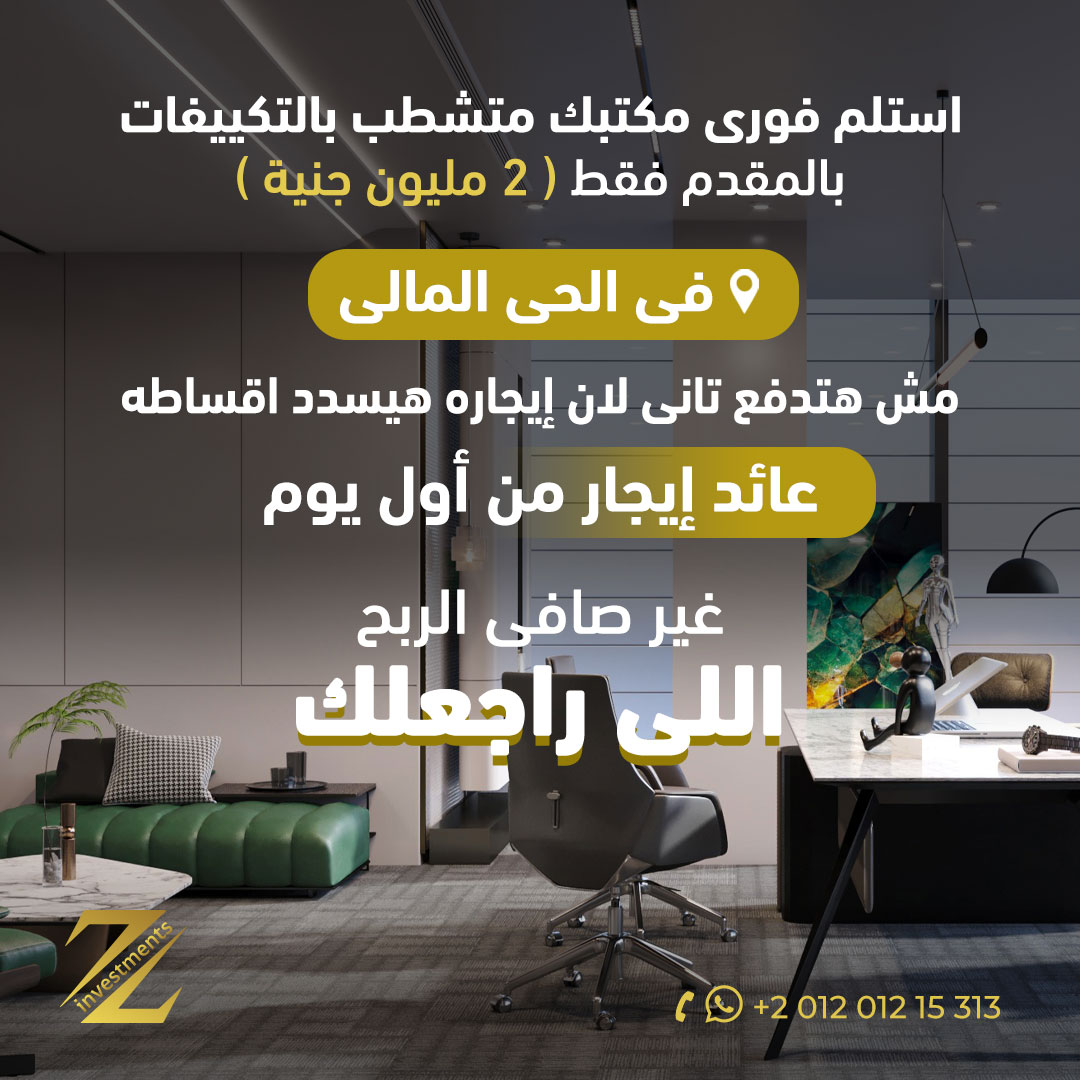 استلم فورى مكتبك متشطب بالتكييفات
بالمقدم فقط ( 2 مليون جنية )
فى الحى المالى
مش هتدفع تانى لان إيجاره هيسدد اقساطه
عائد إيجار من أول يوم
غير صافى الربح
اللى راجعلك
Z investments
+2 012 012 15 313